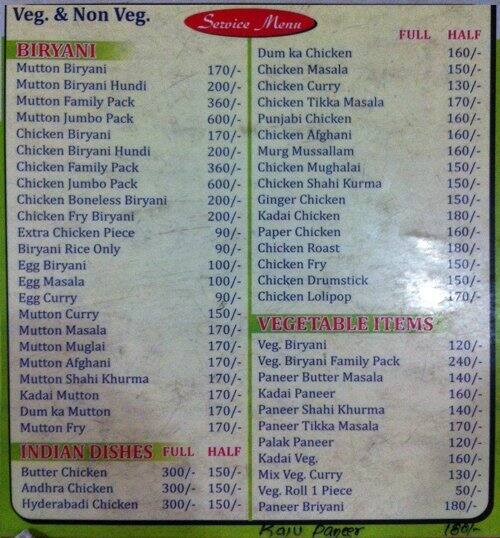 Veg. & Non Veg.
Service Menu
BIRYANI
Mutton Biryani 170/-
Mutton Biryani Hundi 200/-
Mutton Family Pack 360/-
Mutton Jumbo Pack 600/-
Chicken Biryani 170/-
Chicken Biryani Hundi 200/-
Chicken Family Pack 360/-
Chicken Jumbo Pack 600/-
Chicken Boneless Biryani 200/-
Chicken Fry Biryani 200/-
Extra Chicken Piece 90/-
Biryani Rice Only 90/-
Egg Biryani 100/-
Egg Masala 100/-
Egg Curry 90/-
Mutton Curry 150/-
Mutton Masala 170/-
Mutton Muglai 170/-
Mutton Afghani 170/-
Mutton Shahi Khurma 170/-
Kadai Mutton 170/-
Dum ka Mutton 170/-
Mutton Fry 170/-
INDIAN DISHES FULL HALF
Butter Chicken 300/- 150/-
Andhra Chicken 300/- 150/-
Hyderabadi Chicken 300/- 150/-
FULL HALF
Dum ka Chicken 160/-
Chicken Masala 150/-
Chicken Curry 130/-
Chicken Tikka Masala 170/-
Punjabi Chicken 160/-
Chicken Afghani 160/-
Murg Mussallam 160/-
Chicken Mughalai 150/-
Chicken Shahi Kurma 150/-
Ginger Chicken 150/-
Kadai Chicken 180/-
Paper Chicken 160/-
Chicken Roast 180/-
Chicken Fry 150/-
Chicken Drumstick 150/-
Chicken Lolipop 170/-
VEGETABLE ITEMS
Veg. Biryani 120/-
Veg. Biryani Family Pack 240/-
Paneer Butter Masala 140/-
Kadai Paneer 160/-
Paneer Shahi Khurma 140/-
Paneer Tikka Masala 170/-
Palak Paneer 120/-
Kadai Veg. 160/-
Mix Veg. Curry 130/-
Veg. Roll 1 Piece 50/-
Paneer Briyani 180/-
Kaju Paneer 180/-